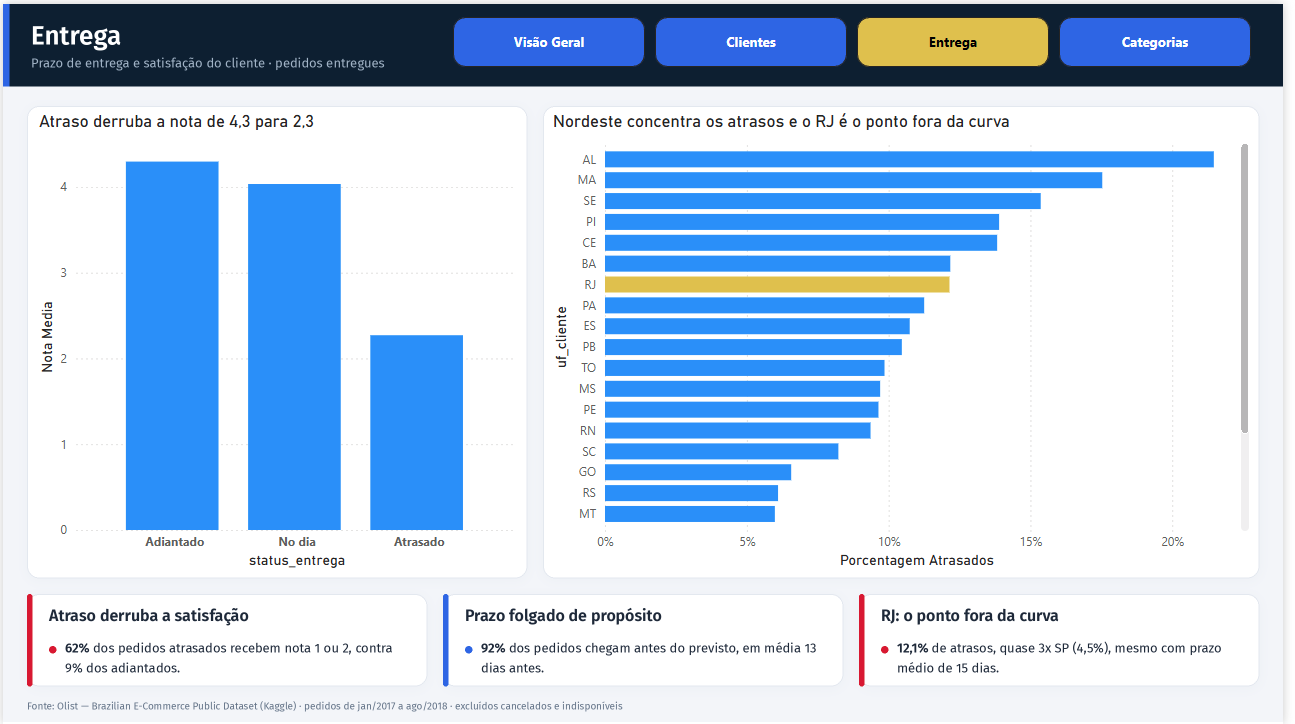 Entrega
Prazo de entrega e satisfação do cliente · pedidos entregues
Visão Geral
Clientes
Entrega
Categorias
Atraso derruba a nota de 4,3 para 2,3
Nota Media
4
3
2
1
0
Adiantado
No dia
Atrasado
status_entrega
Nordeste concentra os atrasos e o RJ é o ponto fora da curva
uf_cliente
AL
MA
SE
PI
CE
BA
RJ
PA
ES
PB
TO
MS
PE
RN
SC
GO
RS
MT
0%
5%
10%
15%
20%
Porcentagem Atrasados
Atraso derruba a satisfação
62% dos pedidos atrasados recebem nota 1 ou 2, contra
9% dos adiantados.
Prazo folgado de propósito
92% dos pedidos chegam antes do previsto, em média 13
dias antes.
RJ: o ponto fora da curva
12,1% de atrasos, quase 3x SP (4,5%), mesmo com prazo
médio de 15 dias.
Fonte: Olist — Brazilian E-Commerce Public Dataset (Kaggle) · pedidos de jan/2017 a ago/2018 · excluídos cancelados e indisponíveis